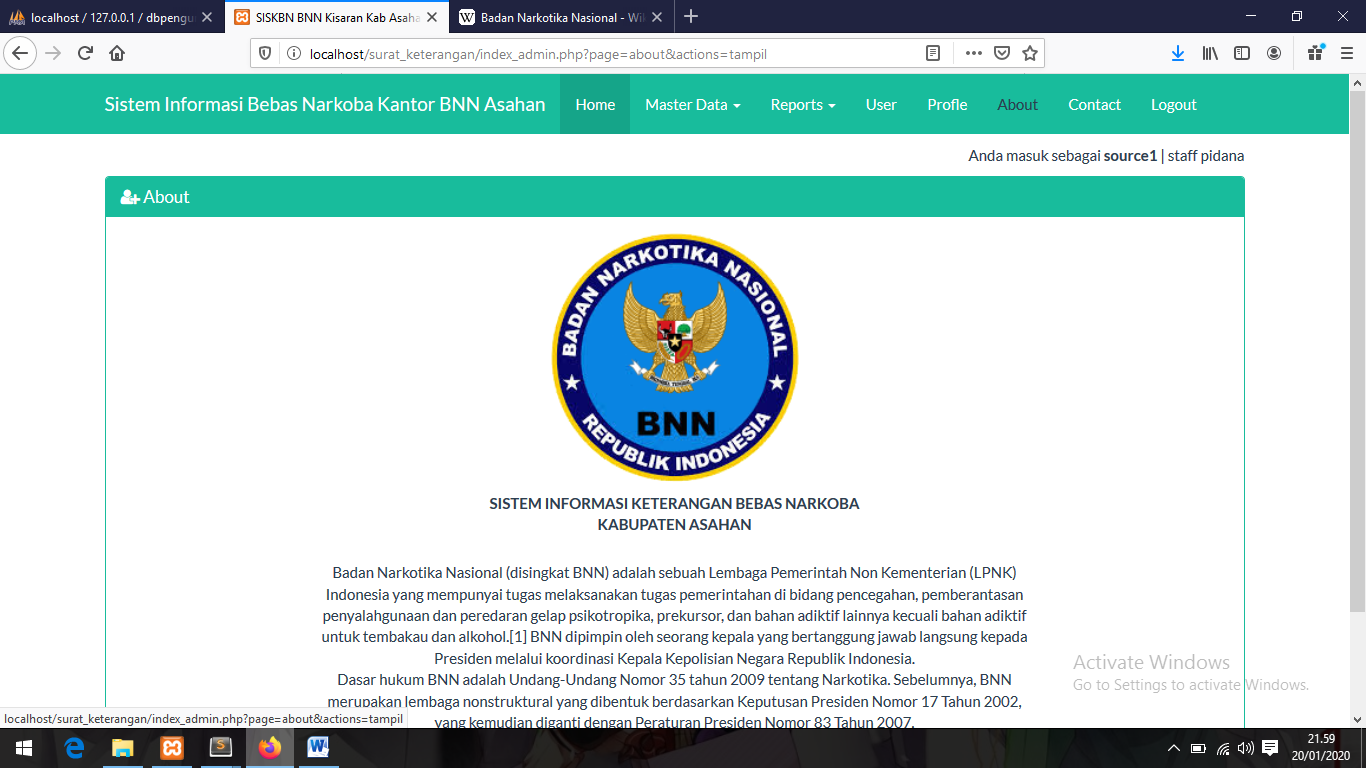 localhost / 127.0.0.1 / dbpengu
SISKBN BNN Kisaran Kab Asaha
Badan Narkotika Nasional - Wi
localhost/surat_keterangan/index_admin.php?page=about&actions=tampil
Sistem Informasi Bebas Narkoba Kantor BNN Asahan
Home
Master Data
Reports
User
Profle
About
Contact
Logout
Anda masuk sebagai source1 | staff pidana
About
BADAN NARKOTIKA NASIONAL
BNN
REPUBLIK INDONESIA
SISTEM INFORMASI KETERANGAN BEBAS NARKOBA
KABUPATEN ASAHAN
Badan Narkotika Nasional (disingkat BNN) adalah sebuah Lembaga Pemerintah Non Kementerian (LPNK)
Indonesia yang mempunyai tugas melaksanakan tugas pemerintahan di bidang pencegahan, pemberantasan
penyalahgunaan dan peredaran gelap psikotropika, prekursor, dan bahan adiktif lainnya kecuali bahan adiktif
untuk tembakau dan alkohol.[1] BNN dipimpin oleh seorang kepala yang bertanggung jawab langsung kepada
Presiden melalui koordinasi Kepala Kepolisian Negara Republik Indonesia.
Dasar hukum BNN adalah Undang-Undang Nomor 35 tahun 2009 tentang Narkotika. Sebelumnya, BNN
merupakan lembaga nonstruktural yang dibentuk berdasarkan Keputusan Presiden Nomor 17 Tahun 2002,
yang kemudian diganti dengan Peraturan Presiden Nomor 83 Tahun 2007.
Activate Windows
Go to Settings to activate Windows.
localhost/surat_keterangan/index_admin.php?page=about&actions=tampil
21.59
20/01/2020